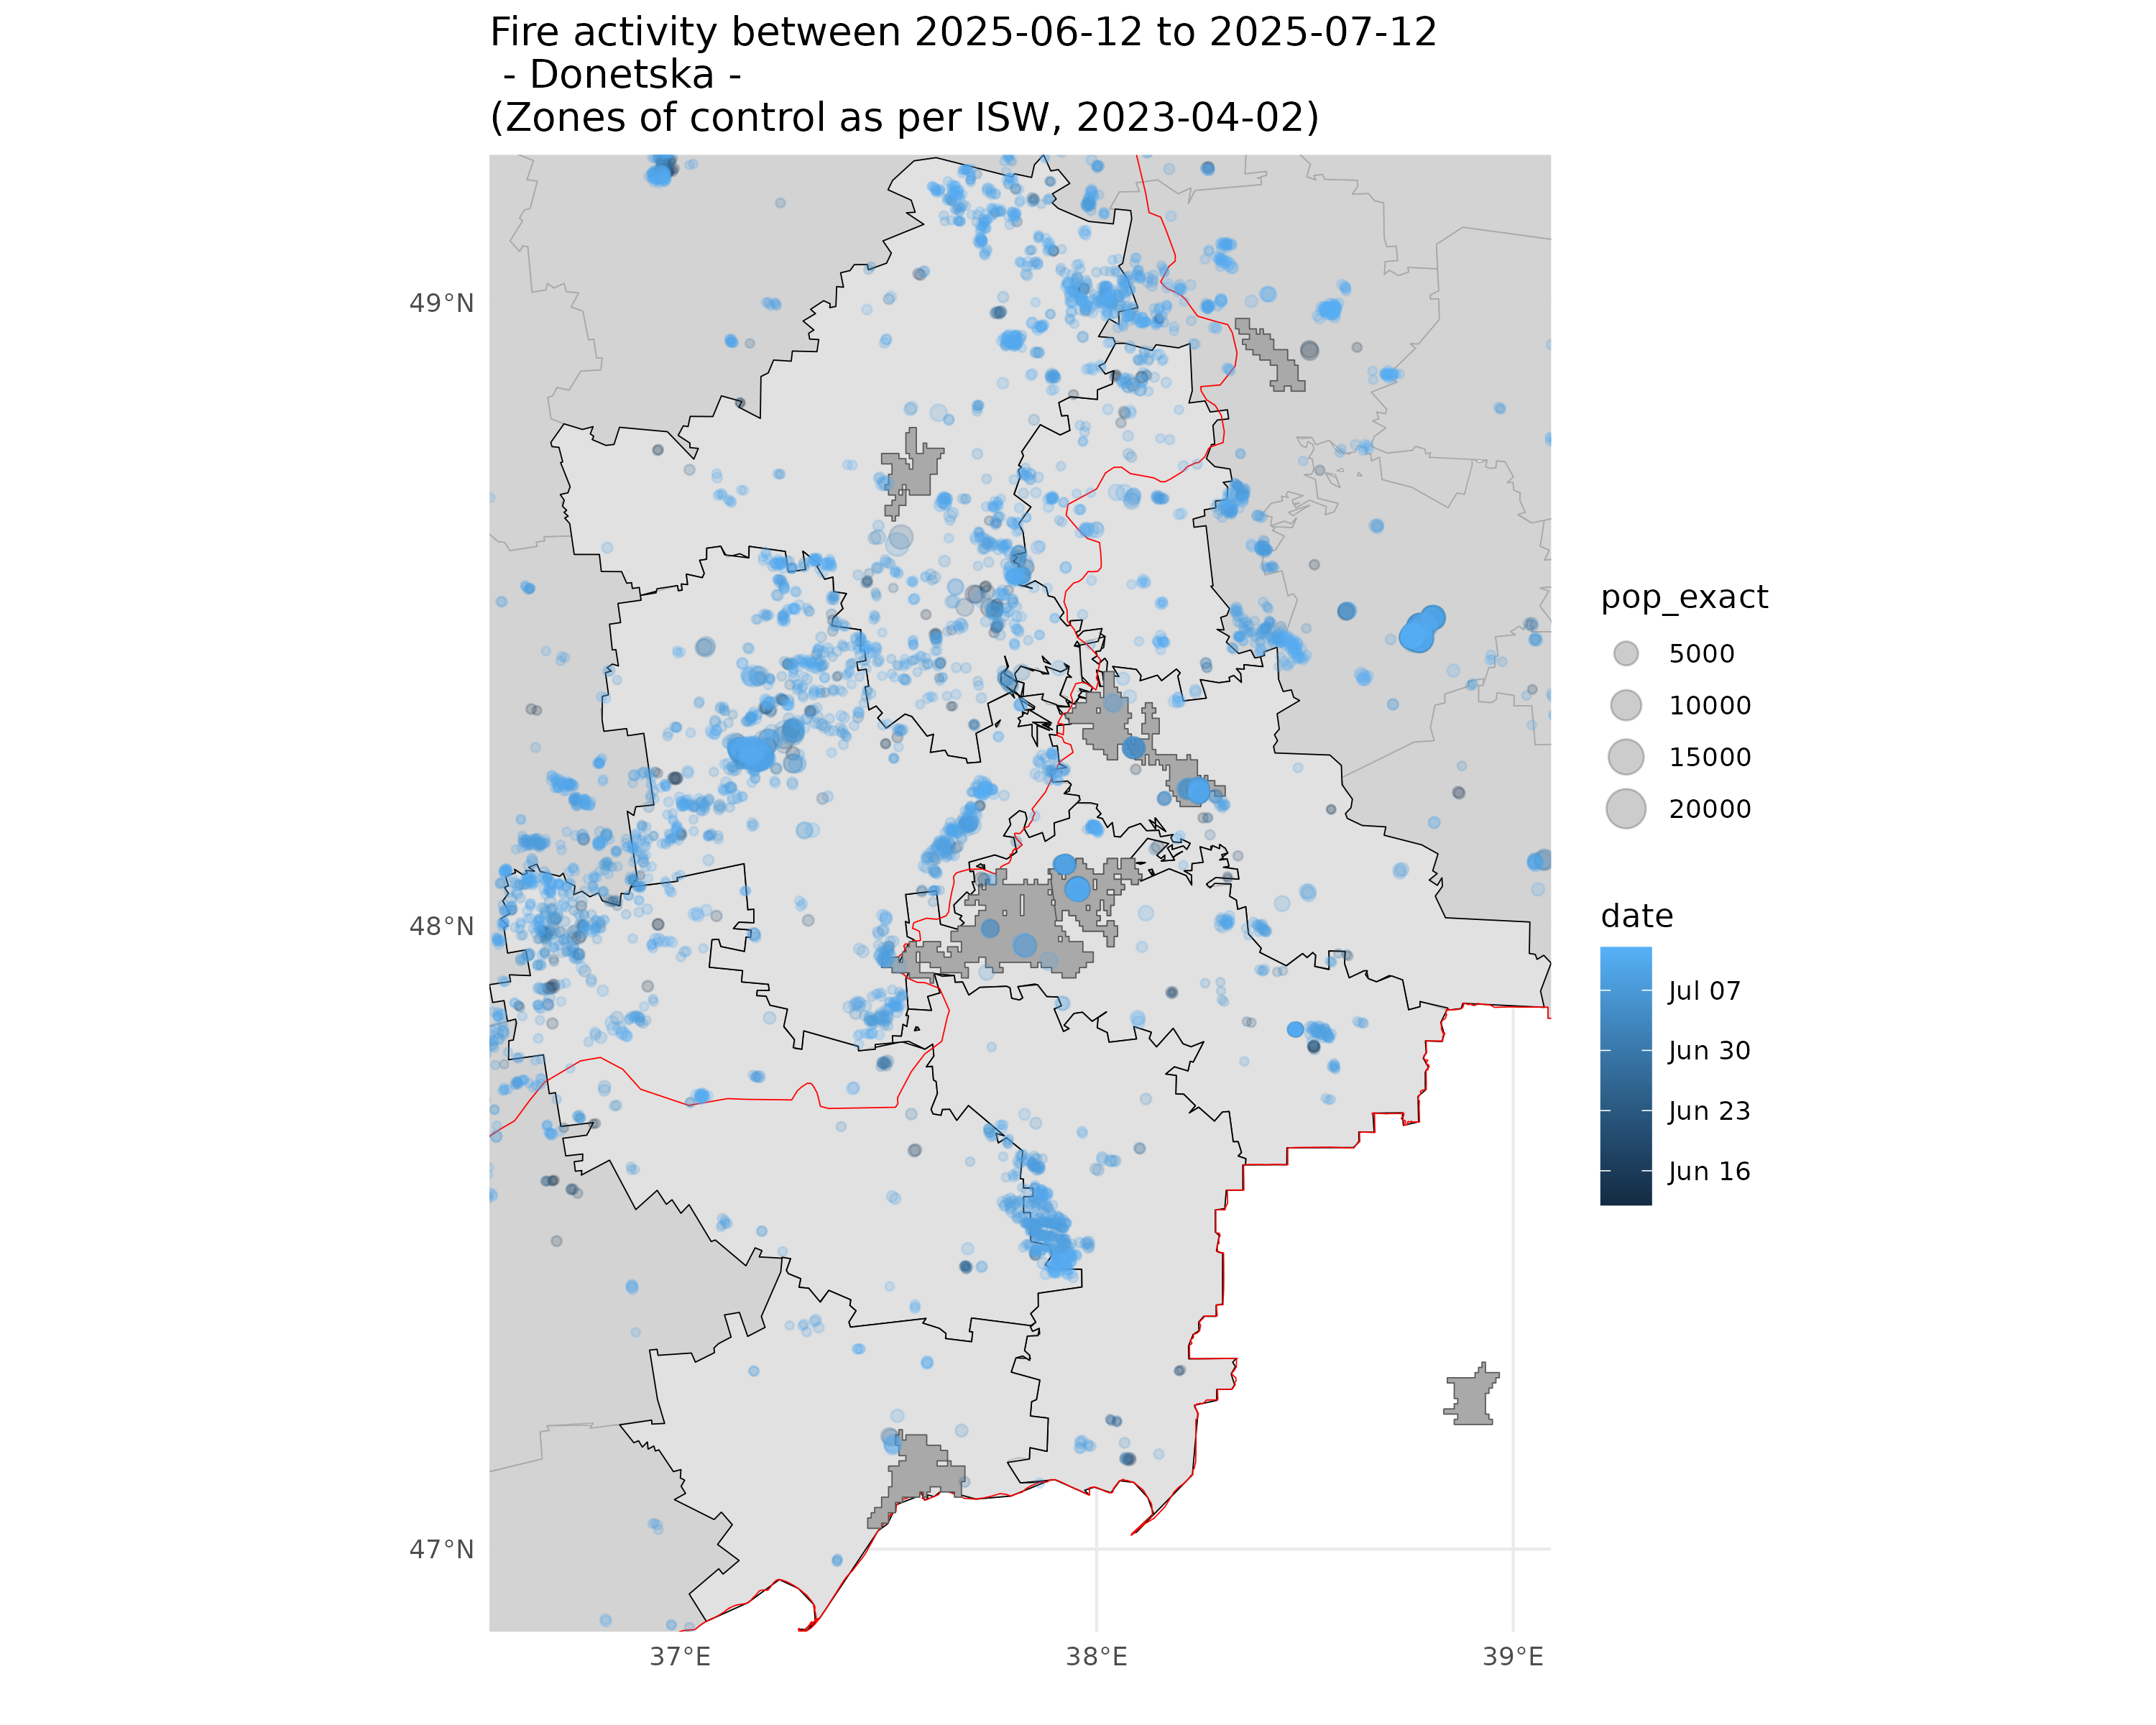 Fire activity between 2025-06-12 to 2025-07-12
- Donetska -
(Zones of control as per ISW, 2023-04-02)
49°N
48°N
47°N
37°E
38°E
39°E
pop_exact
5000
10000
15000
20000
date
Jul 07
Jun 30
Jun 23
Jun 16